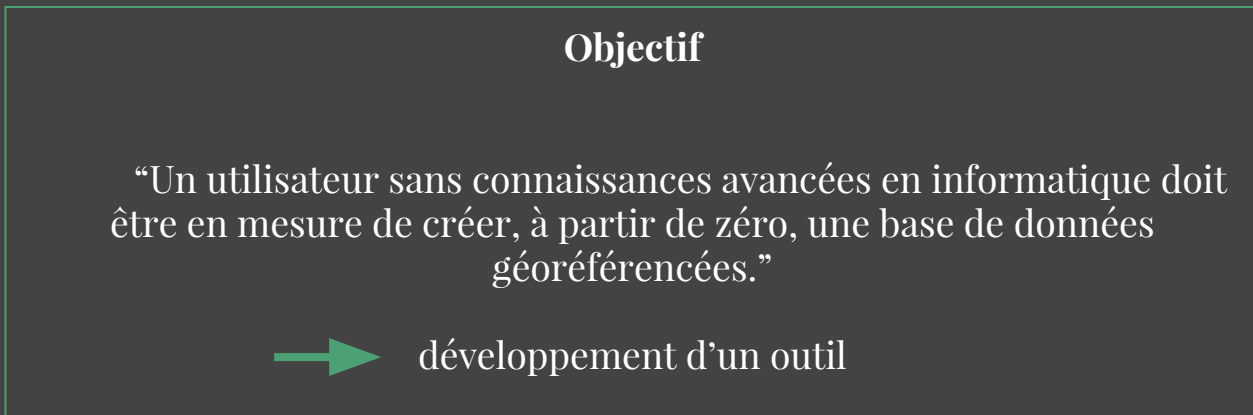 Objectif
“Un utilisateur sans connaissances avancées en informatique doit
être en mesure de créer, à partir de zéro, une base de données
géoréférencées.”
développement d’un outil